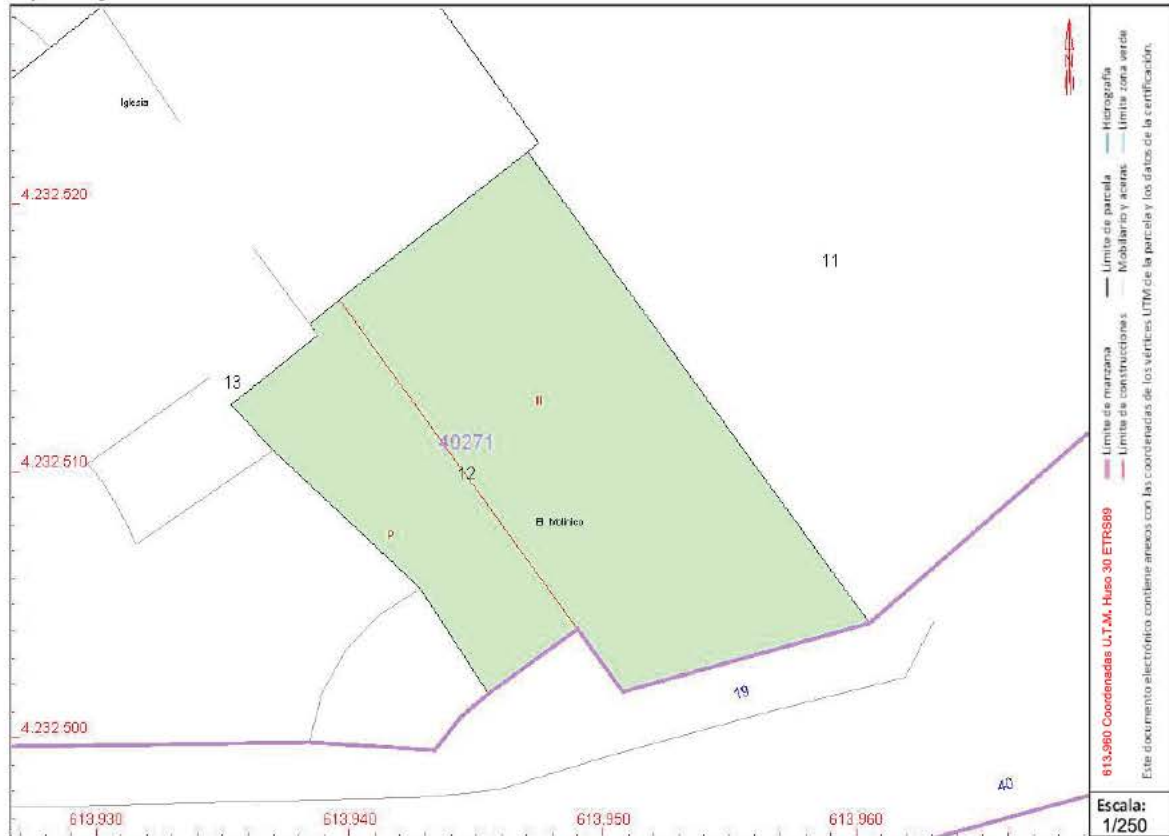 Iglesia
4.232.520
11
13
II
40271
12
4.232.510
El Molinico
P
19
4.232.500
40
613.930
613.940
613.950
613.960
613.960 Coordenadas U.T.M. Huso 30 ETRS89
Límite de manzana
Límite de parcela
Hidrografía
Límite de construcciones
Mobiliario y aceras
Límite zona verde
Este documento electrónico contiene anexos con las coordenadas de los vértices UTM de la parcela y los datos de la certificación.
Escala:
1/250